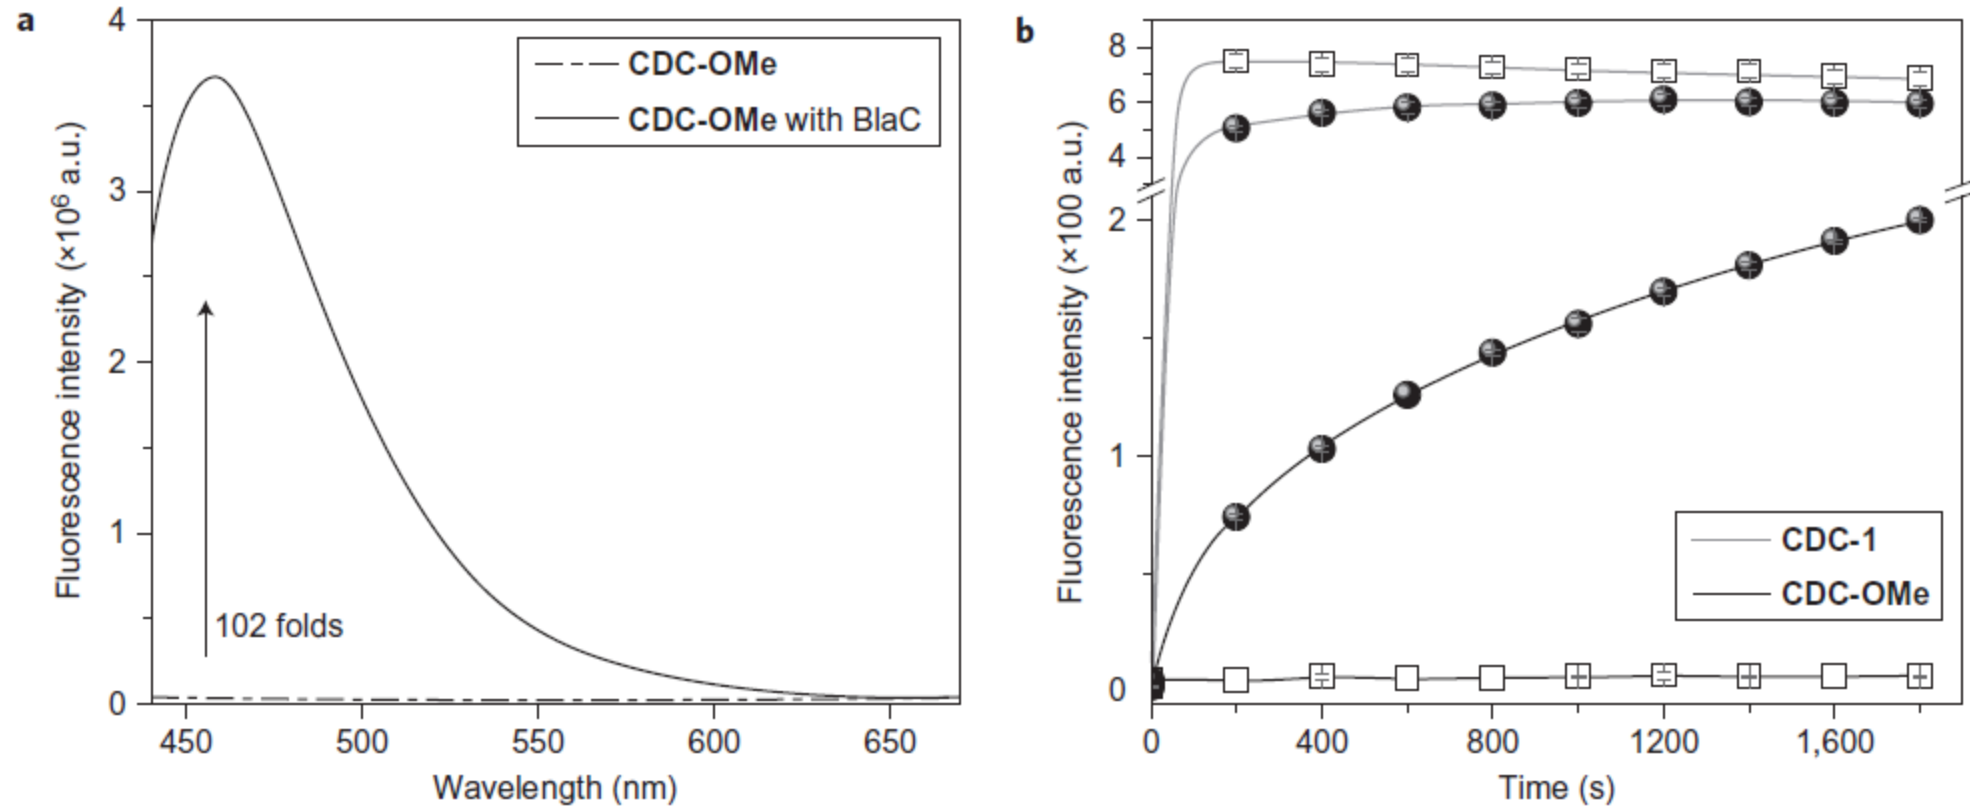 a
Fluorescence intensity (×10⁶ a.u.)
4
3
2
1
0
CDC-OMe
CDC-OMe with BlaC
102 folds
450 500 550 600 650
Wavelength (nm)
b
Fluorescence intensity (×100 a.u.)
8
6
4
2
1
0
CDC-1
CDC-OMe
0 400 800 1200 1,600
Time (s)